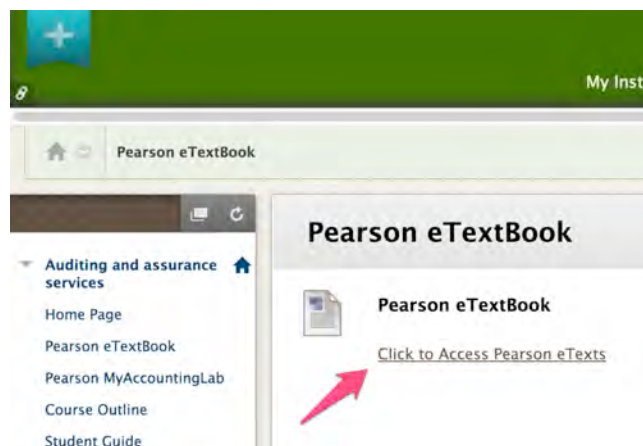 My Inst
Pearson eTextBook
Pearson eTextBook
Auditing and assurance
services
Home Page
Pearson eTextBook
Pearson MyAccountingLab
Course Outline
Student Guide
Pearson eTextBook
Click to Access Pearson eTexts